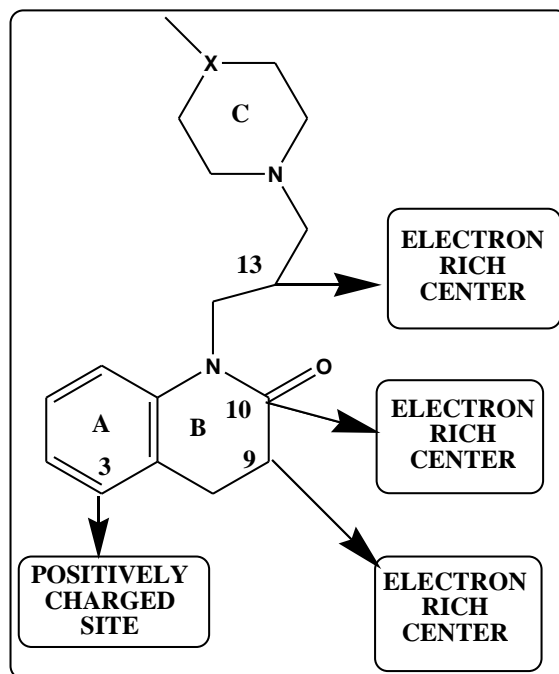 X
C
N
13
ELECTRON
RICH
CENTER
N
O
10
A
B
9
3
ELECTRON
RICH
CENTER
POSITIVELY
CHARGED
SITE
ELECTRON
RICH
CENTER